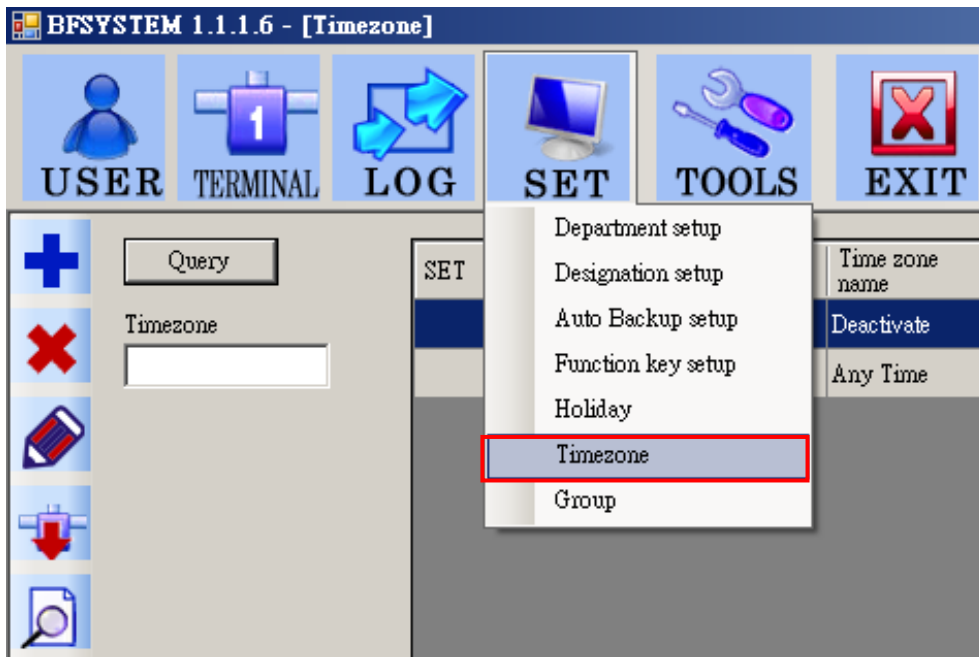 BFSYSTEM 1.1.1.6 - [Timezone]
USER
1
TERMINAL
LOG
SET
TOOLS
EXIT
Query
Timezone
SET
Time zone
name
Deactivate
Any Time
Department setup
Designation setup
Auto Backup setup
Function key setup
Holiday
Timezone
Group